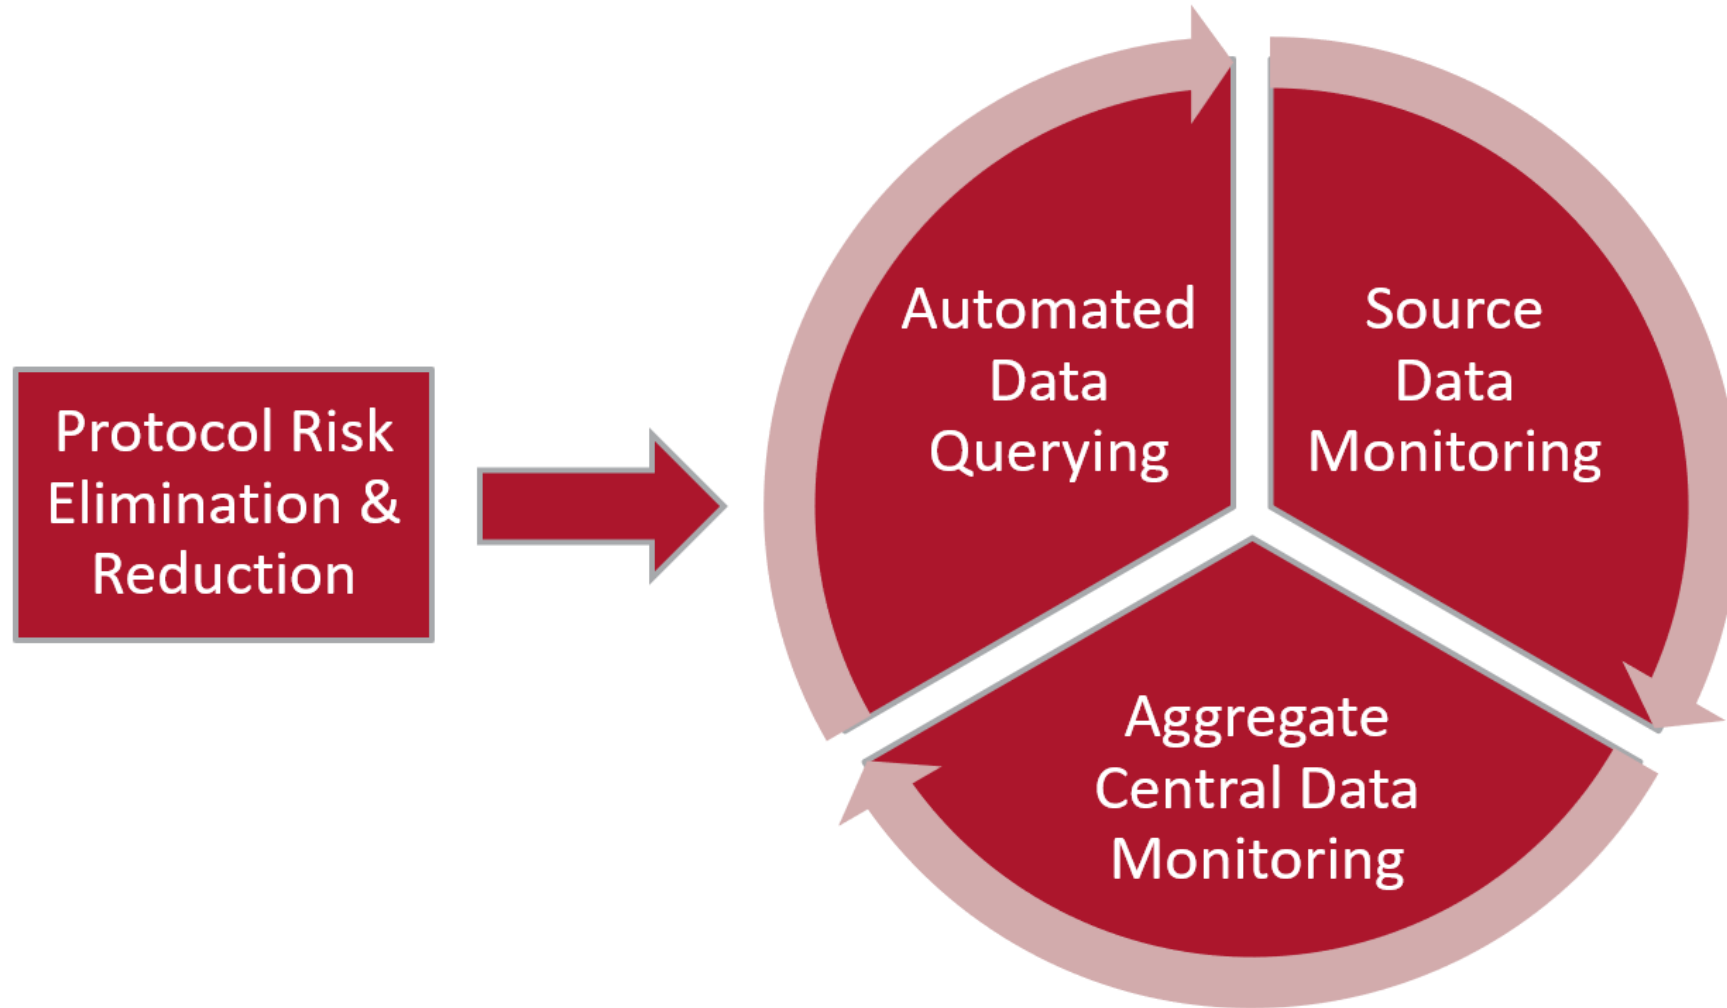 Protocol Risk
Elimination &
Reduction
Automated
Data
Querying
Source
Data
Monitoring
Aggregate
Central Data
Monitoring